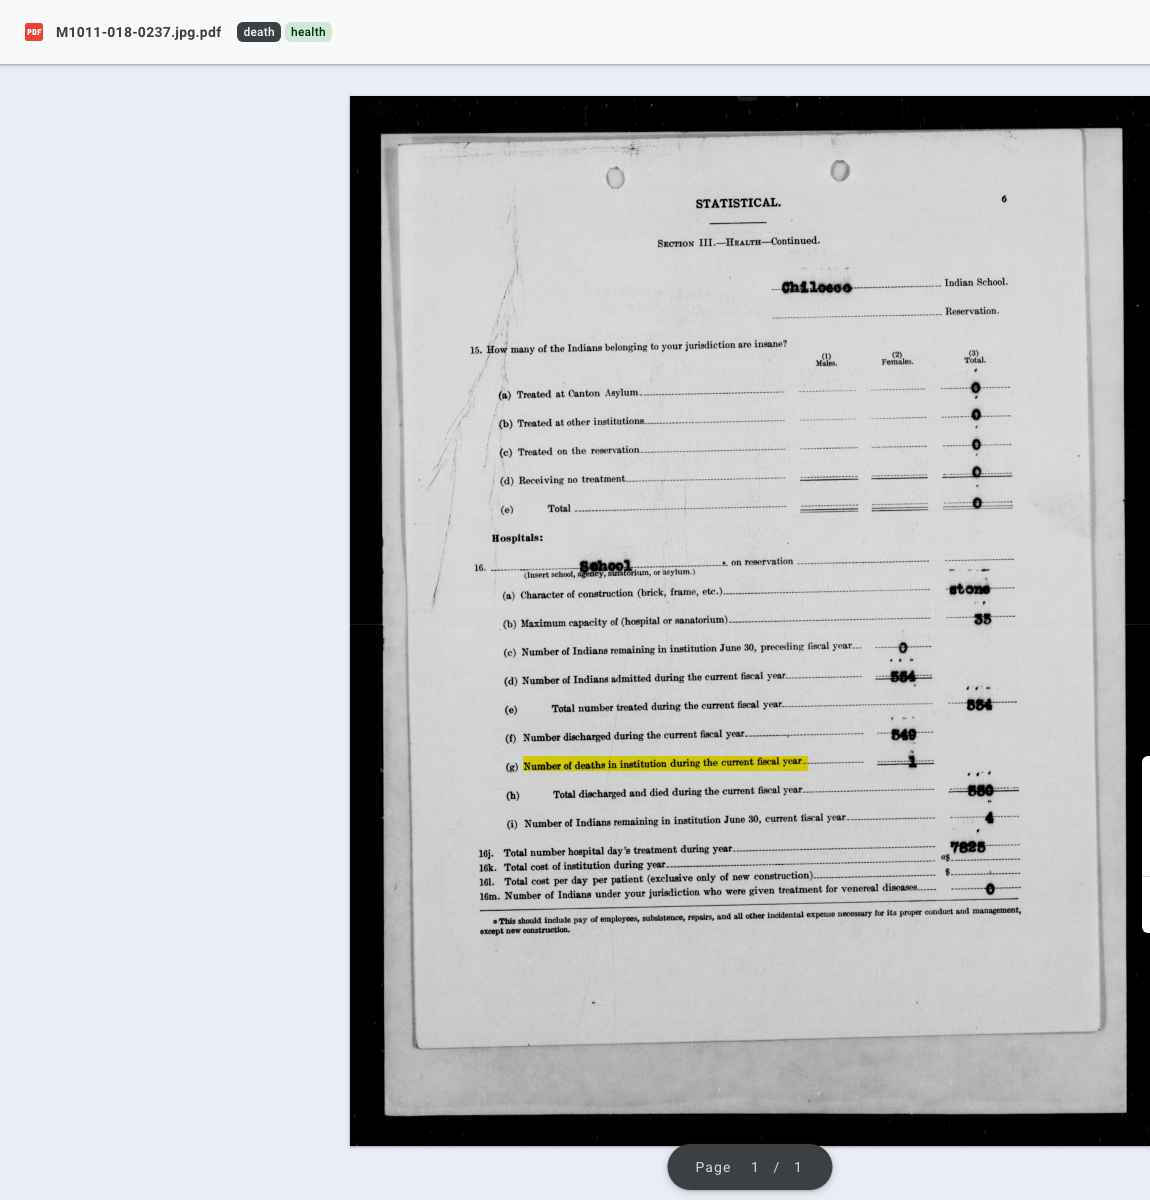 PDF M1011-018-0237.jpg.pdf death health
STATISTICAL. 6
SECTION III.—HEALTH—Continued.
Chilocco Indian School.
Reservation.
15. How many of the Indians belonging to your jurisdiction are insane?
(1) Males. (2) Females. (3) Total.
(a) Treated at Canton Asylum 0
(b) Treated at other institutions 0
(c) Treated on the reservation 0
(d) Receiving no treatment 0
(e) Total 0
Hospitals:
16. School, on reservation
(Insert school, agency, sanatorium, or asylum.)
(a) Character of construction (brick, frame, etc.) stone
(b) Maximum capacity of (hospital or sanatorium) 35
(c) Number of Indians remaining in institution June 30, preceding fiscal year 0
(d) Number of Indians admitted during the current fiscal year 554
(e) Total number treated during the current fiscal year 554
(f) Number discharged during the current fiscal year 549
(g) Number of deaths in institution during the current fiscal year 1
(h) Total discharged and died during the current fiscal year 550
(i) Number of Indians remaining in institution June 30, current fiscal year 4
16j. Total number hospital day's treatment during year 7825
16k. Total cost of institution during year a$
16l. Total cost per day per patient (exclusive only of new construction) $
16m. Number of Indians under your jurisdiction who were given treatment for venereal diseases 0
a This should include pay of employees, subsistence, repairs, and all other incidental expense necessary for its proper conduct and management,
except new construction.
Page 1 / 1